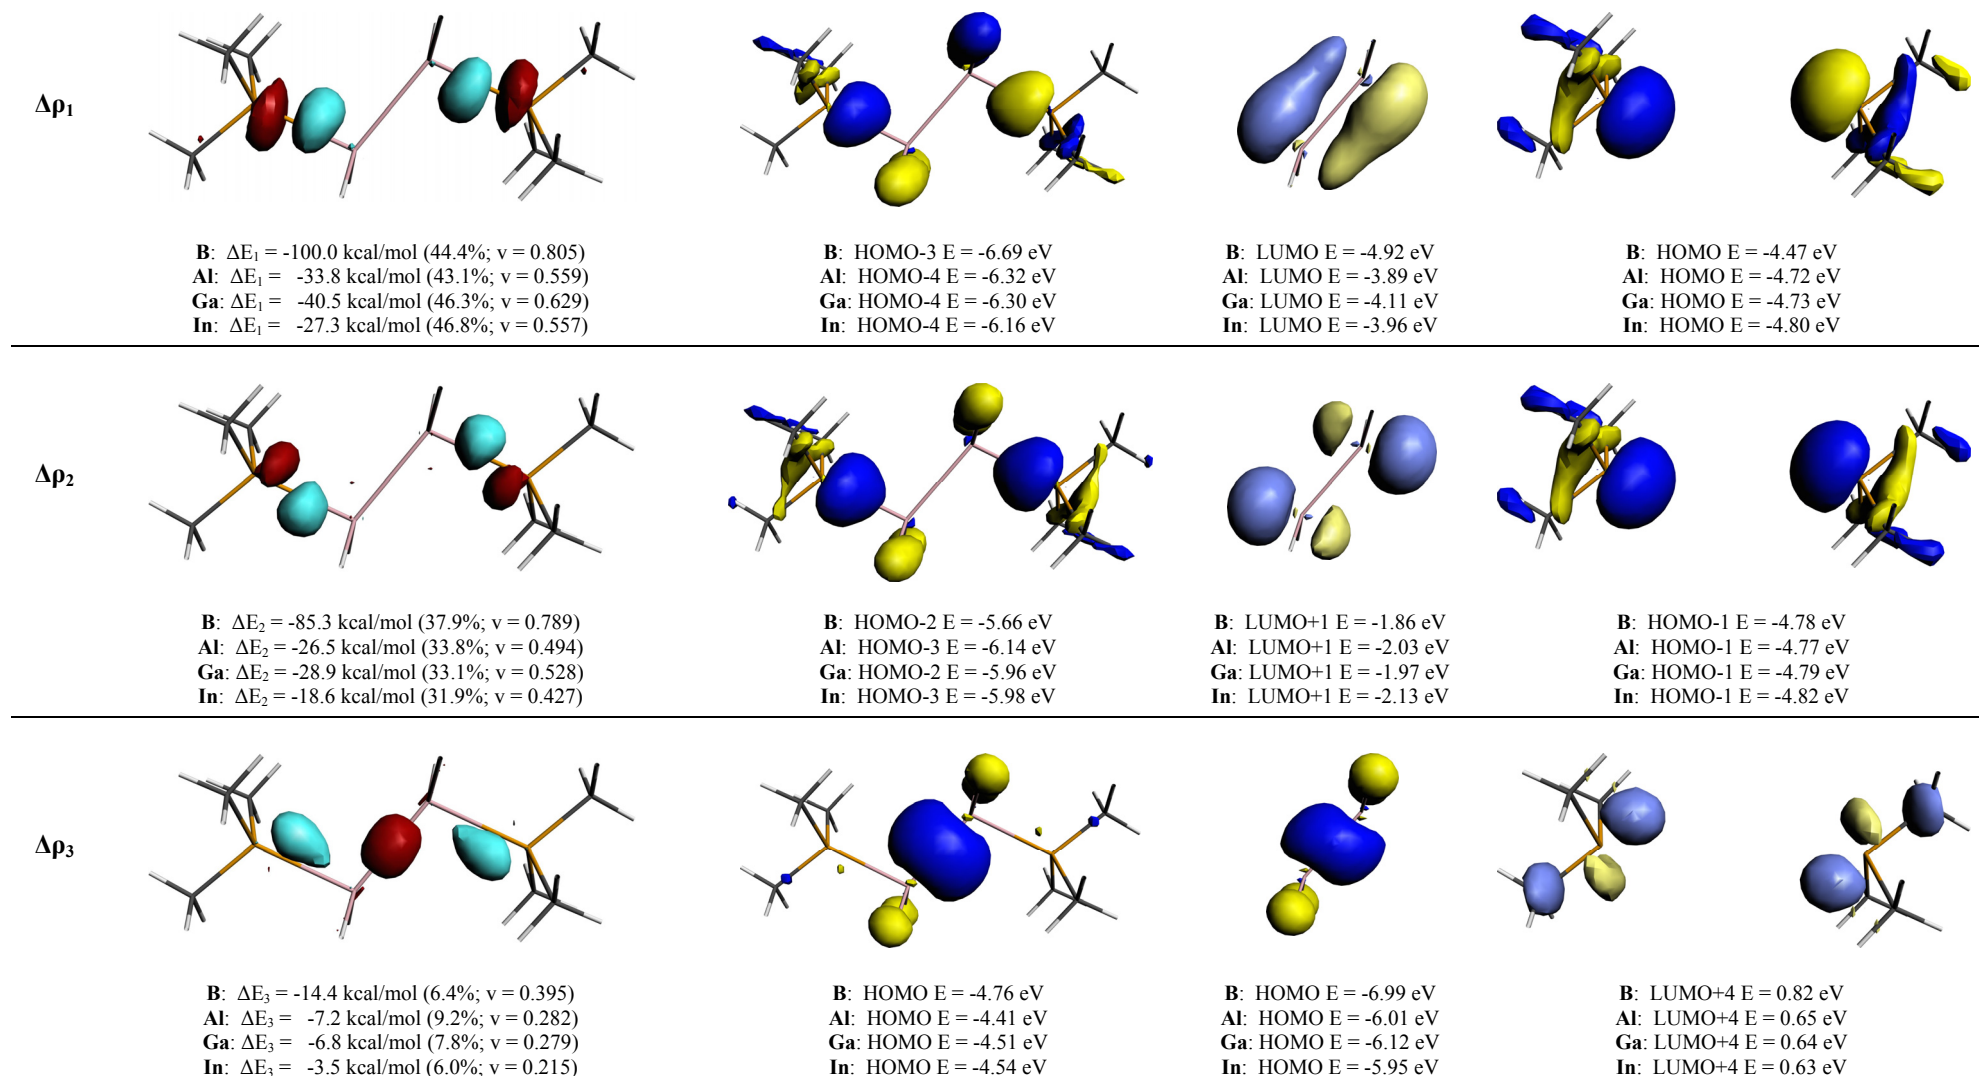 Δρ₁
B: ΔE₁ = -100.0 kcal/mol (44.4%; v = 0.805)
Al: ΔE₁ = -33.8 kcal/mol (43.1%; v = 0.559)
Ga: ΔE₁ = -40.5 kcal/mol (46.3%; v = 0.629)
In: ΔE₁ = -27.3 kcal/mol (46.8%; v = 0.557)
B: HOMO-3 E = -6.69 eV
Al: HOMO-4 E = -6.32 eV
Ga: HOMO-4 E = -6.30 eV
In: HOMO-4 E = -6.16 eV
B: LUMO E = -4.92 eV
Al: LUMO E = -3.89 eV
Ga: LUMO E = -4.11 eV
In: LUMO E = -3.96 eV
B: HOMO E = -4.47 eV
Al: HOMO E = -4.72 eV
Ga: HOMO E = -4.73 eV
In: HOMO E = -4.80 eV
Δρ₂
B: ΔE₂ = -85.3 kcal/mol (37.9%; v = 0.789)
Al: ΔE₂ = -26.5 kcal/mol (33.8%; v = 0.494)
Ga: ΔE₂ = -28.9 kcal/mol (33.1%; v = 0.528)
In: ΔE₂ = -18.6 kcal/mol (31.9%; v = 0.427)
B: HOMO-2 E = -5.66 eV
Al: HOMO-3 E = -6.14 eV
Ga: HOMO-2 E = -5.96 eV
In: HOMO-3 E = -5.98 eV
B: LUMO+1 E = -1.86 eV
Al: LUMO+1 E = -2.03 eV
Ga: LUMO+1 E = -1.97 eV
In: LUMO+1 E = -2.13 eV
B: HOMO-1 E = -4.78 eV
Al: HOMO-1 E = -4.77 eV
Ga: HOMO-1 E = -4.79 eV
In: HOMO-1 E = -4.82 eV
Δρ₃
B: ΔE₃ = -14.4 kcal/mol (6.4%; v = 0.395)
Al: ΔE₃ = -7.2 kcal/mol (9.2%; v = 0.282)
Ga: ΔE₃ = -6.8 kcal/mol (7.8%; v = 0.279)
In: ΔE₃ = -3.5 kcal/mol (6.0%; v = 0.215)
B: HOMO E = -4.76 eV
Al: HOMO E = -4.41 eV
Ga: HOMO E = -4.51 eV
In: HOMO E = -4.54 eV
B: HOMO E = -6.99 eV
Al: HOMO E = -6.01 eV
Ga: HOMO E = -6.12 eV
In: HOMO E = -5.95 eV
B: LUMO+4 E = 0.82 eV
Al: LUMO+4 E = 0.65 eV
Ga: LUMO+4 E = 0.64 eV
In: LUMO+4 E = 0.63 eV